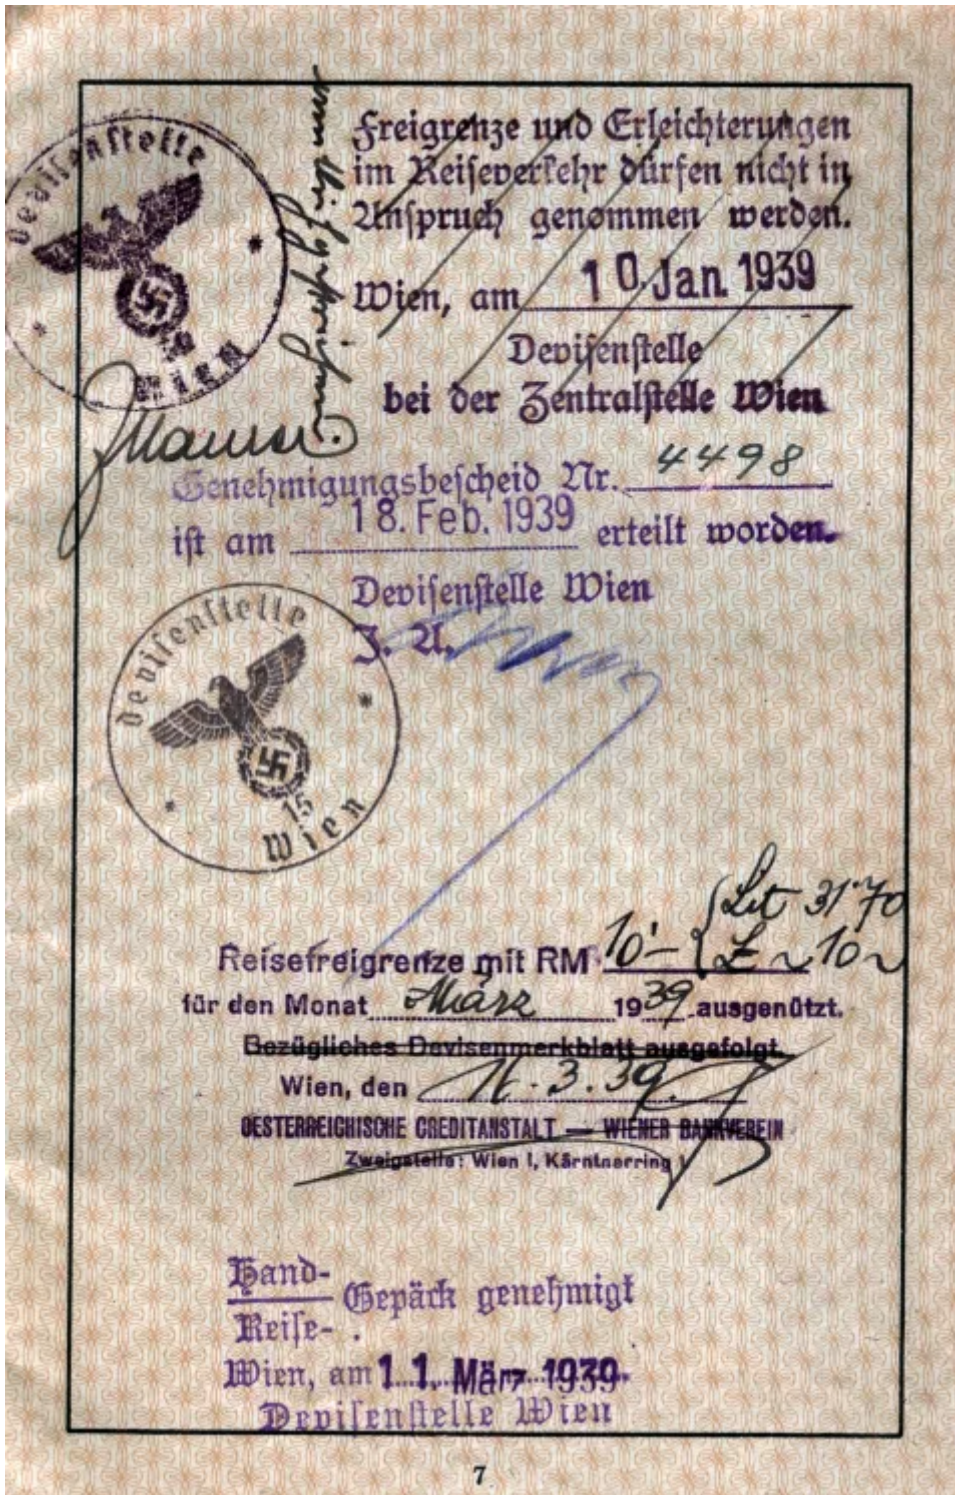 Devisenstelle
Wien
Freigrenze und Erleichterungen
im Reiseverkehr dürfen nicht in
Anspruch genommen werden.
Wien, am 10. Jan. 1939
Devisenstelle
bei der Zentralstelle Wien
Genehmigungsbescheid Nr. 4498
ist am 18. Feb. 1939 erteilt worden.
Devisenstelle Wien
I. A.
Devisenstelle
15
Wien
Lit 31·70
Reisefreigrenze mit RM 10'- £ ~ 10 ~
für den Monat März 1939 ausgenützt.
Bezügliches Devisenmerkblatt ausgefolgt.
Wien, den 11.3.39
OESTERREICHISCHE CREDITANSTALT — WIENER BANKVEREIN
Zweigstelle: Wien I, Kärntnerring 1
Hand-
Gepäck genehmigt
Reise-
Wien, am 11. März 1939
Devisenstelle Wien
7